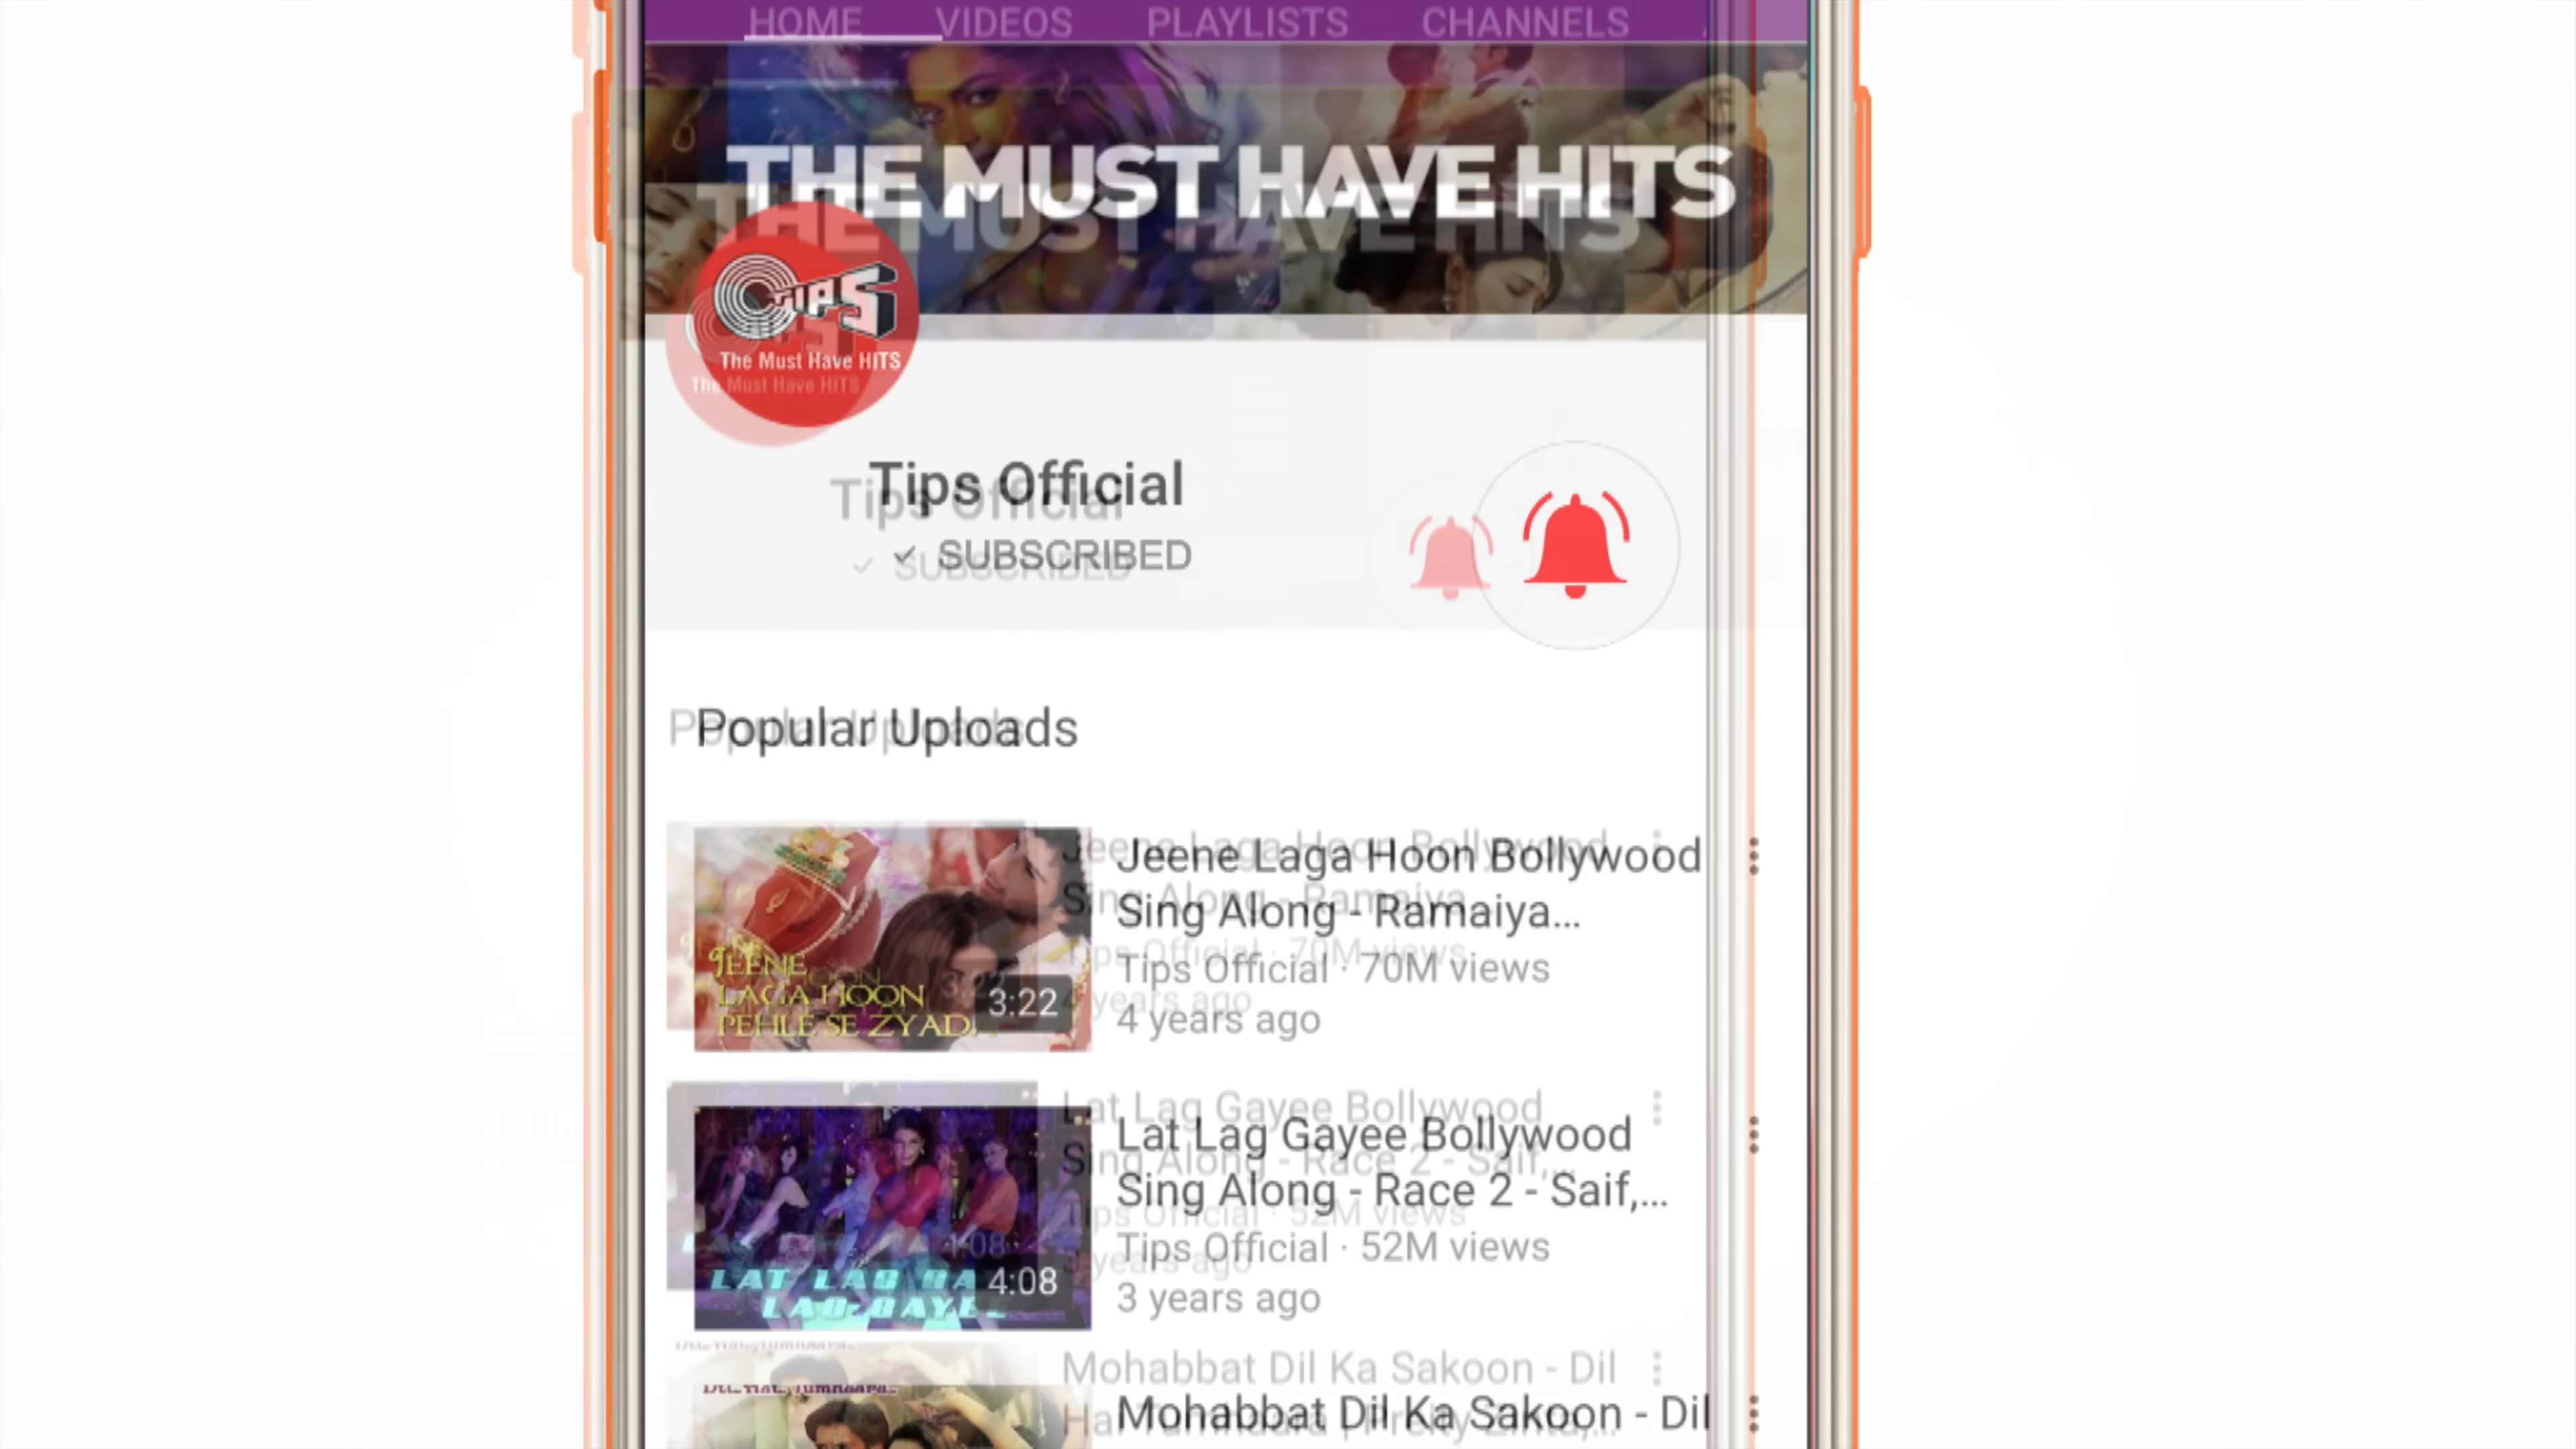 HOME VIDEOS PLAYLISTS CHANNELS
THE MUST HAVE HITS
TIPS
The Must Have HITS
Tips Official
SUBSCRIBED
Popular Uploads
JEENE
LAGA HOON
PEHLE SE ZYAD
3:22
Jeene Laga Hoon Bollywood
Sing Along - Ramaiya...
Tips Official · 70M views
4 years ago
LAT LAG GA
LAG GAYE
4:08
Lat Lag Gayee Bollywood
Sing Along - Race 2 - Saif,...
Tips Official · 52M views
3 years ago
Mohabbat Dil Ka Sakoon - Dil